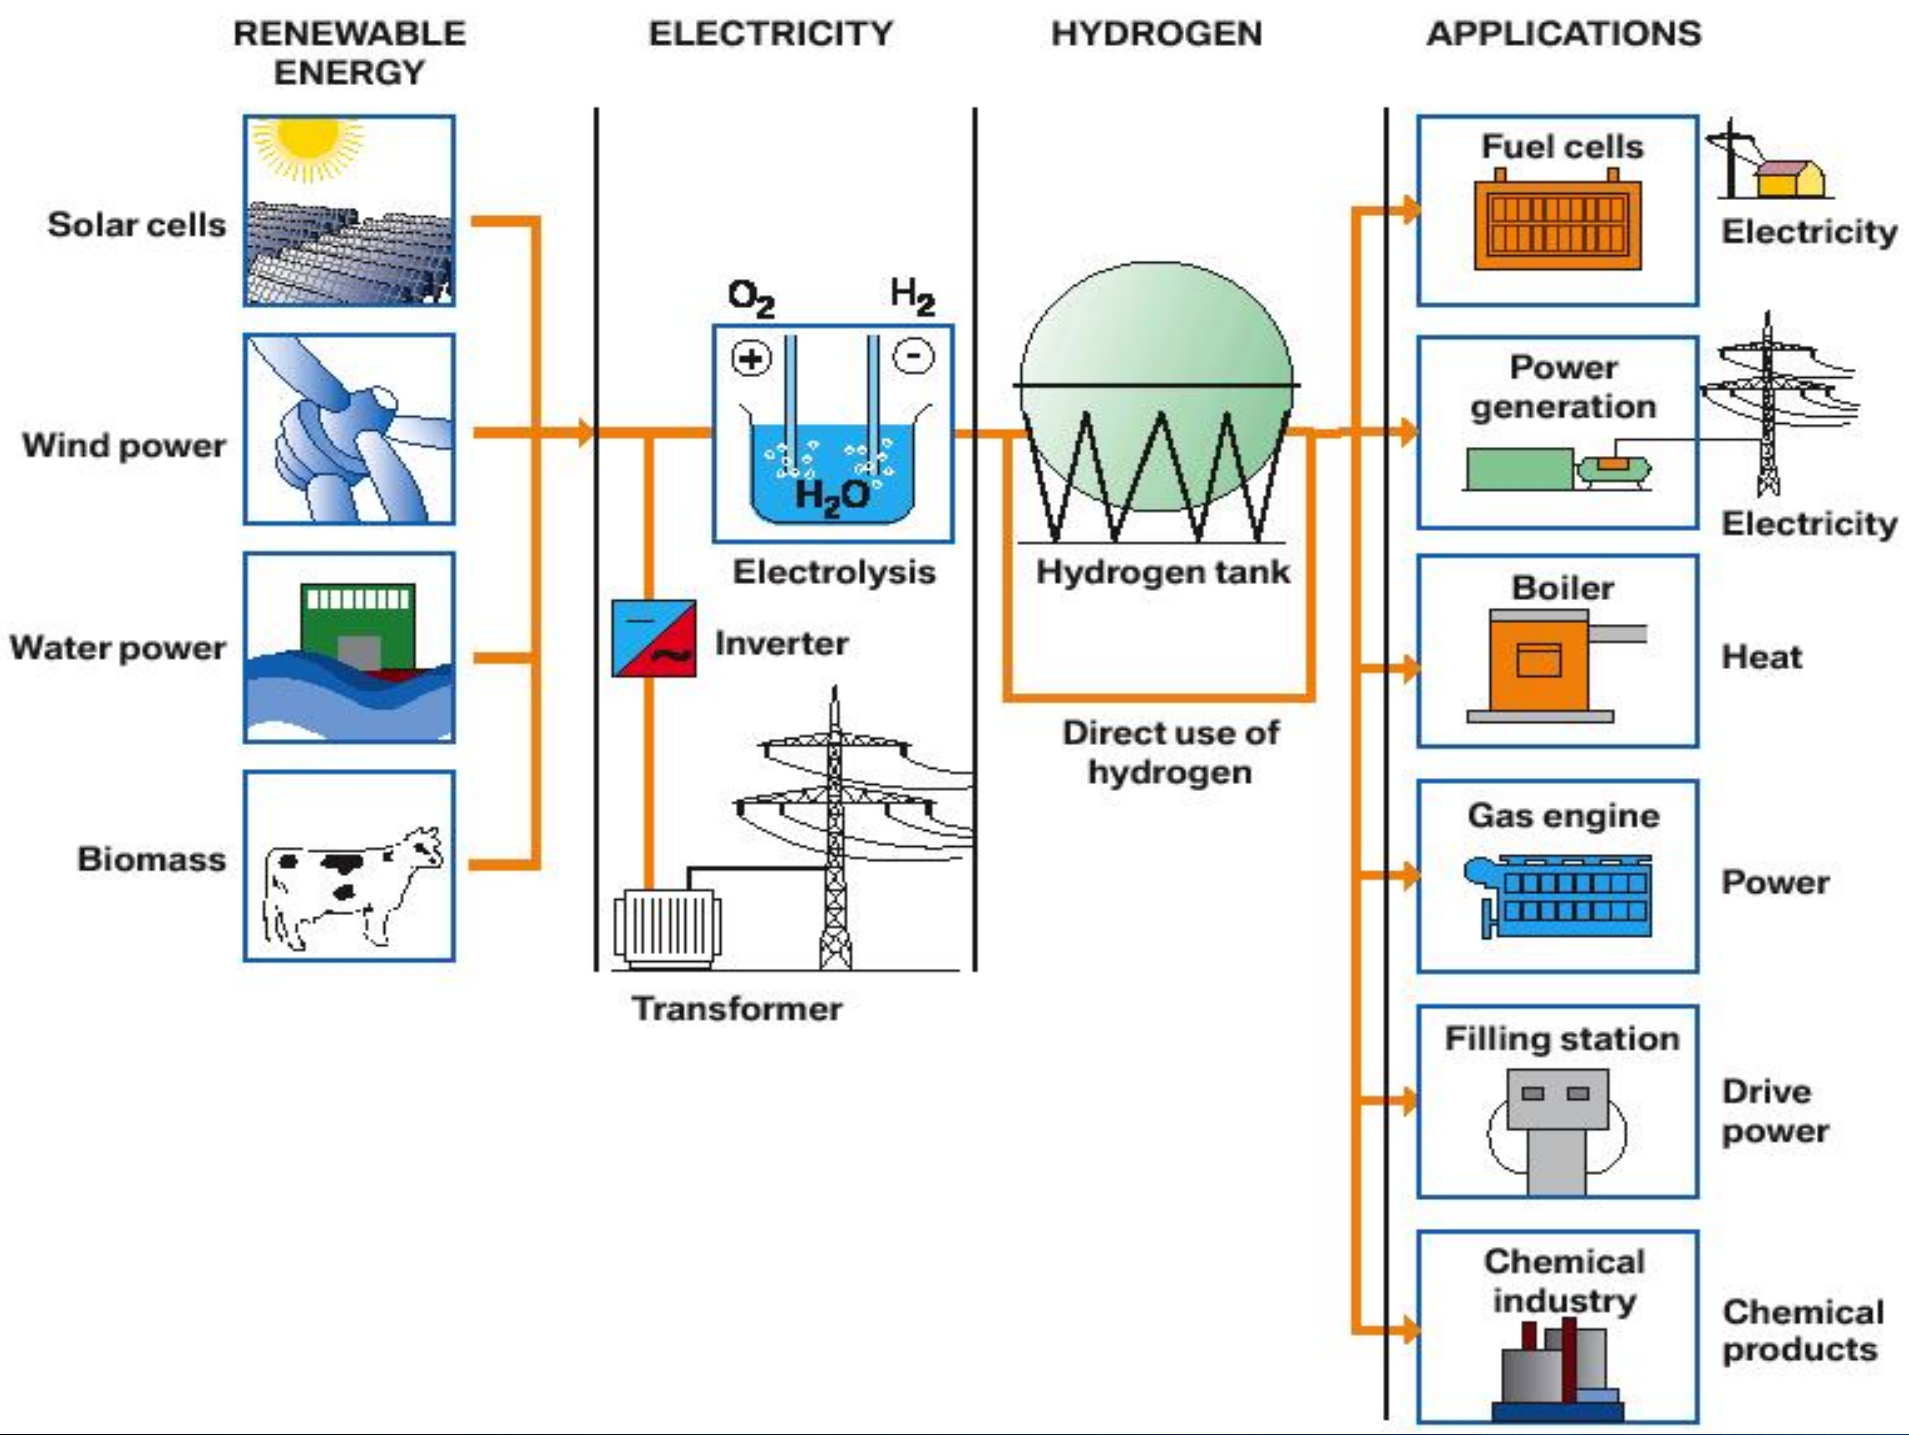 RENEWABLE
ENERGY
ELECTRICITY
HYDROGEN
APPLICATIONS
Solar cells
Wind power
Water power
Biomass
O2
H2
+
-
H2O
Electrolysis
Inverter
Transformer
Hydrogen tank
Direct use of
hydrogen
Fuel cells
Electricity
Power
generation
Electricity
Boiler
Heat
Gas engine
Power
Filling station
Drive
power
Chemical
industry
Chemical
products